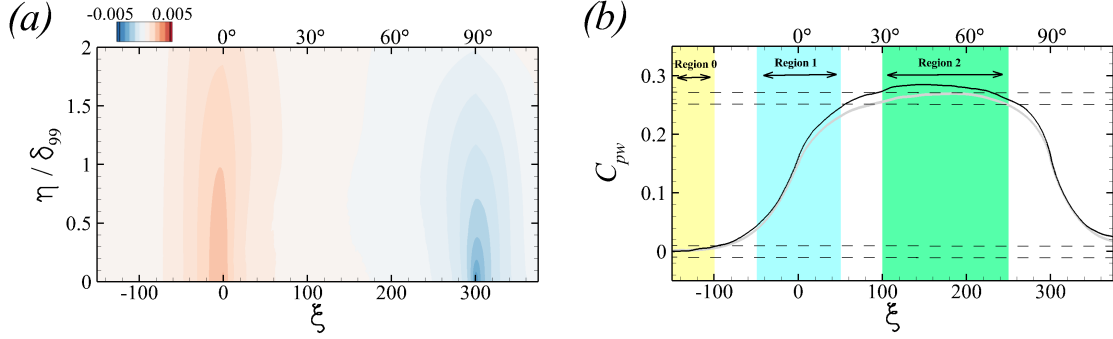 (a)
-0.005 0.005
0° 30° 60° 90°
2
1.5
1
0.5
0
η / δ99
-100 0 100 200 300
ξ
(b)
0° 30° 60° 90°
Region 0
Region 1
Region 2
0.3
0.2
0.1
0
Cpw
-100 0 100 200 300
ξ